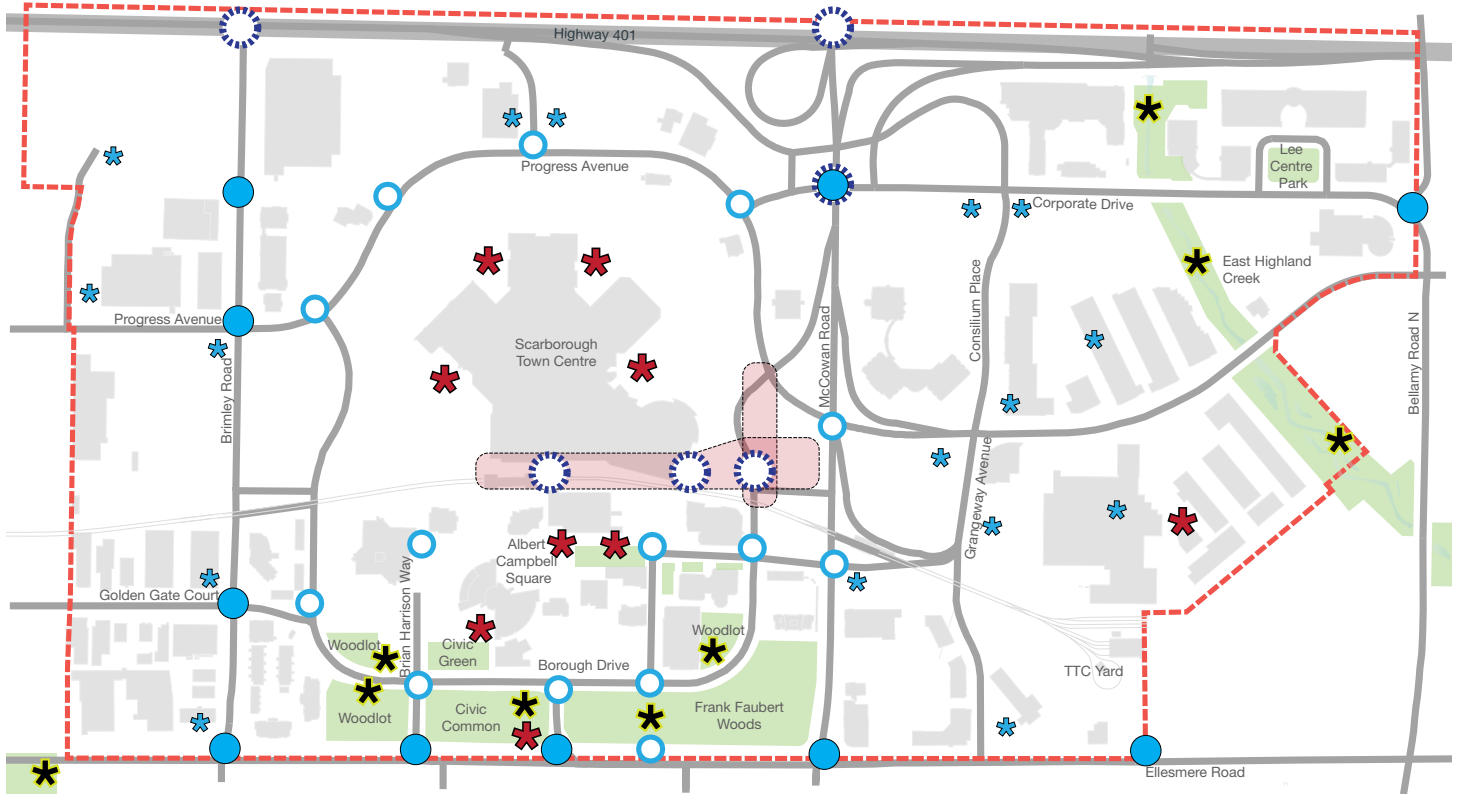 Highway 401
Progress Avenue
Lee
Centre
Park
Corporate Drive
East Highland
Creek
Progress Avenue
Scarborough
Town Centre
Brimley Road
McCowan Road
Consilium Place
Bellamy Road N
Grangeway Avenue
Albert
Campbell
Square
Golden Gate Court
Brian Harrison Way
Woodlot
Civic
Green
Woodlot
Borough Drive
TTC Yard
Woodlot
Civic
Common
Frank Faubert
Woods
Ellesmere Road